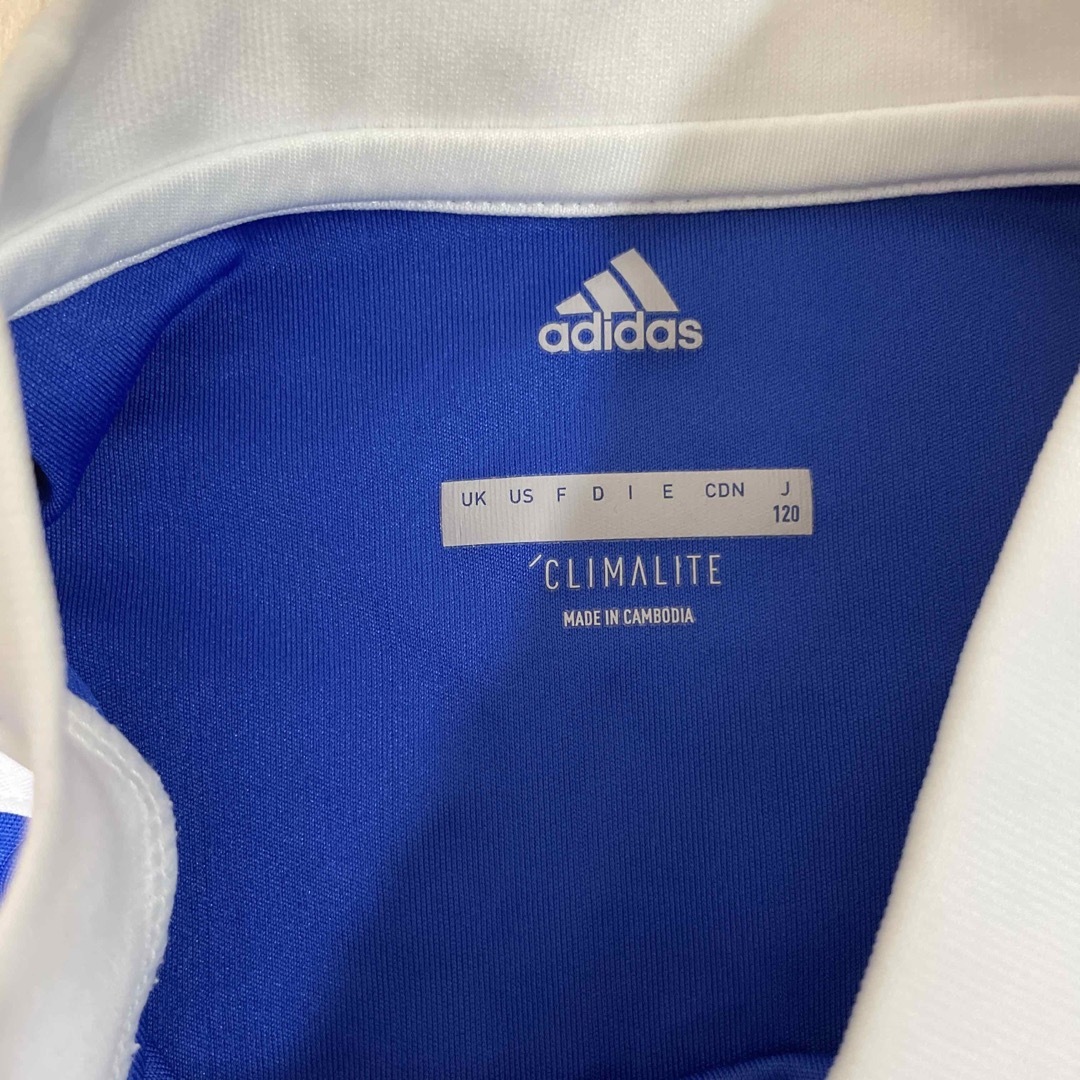 adidas
UK US F D I E CDN J
120
CLIMALITE
MADE IN CAMBODIA